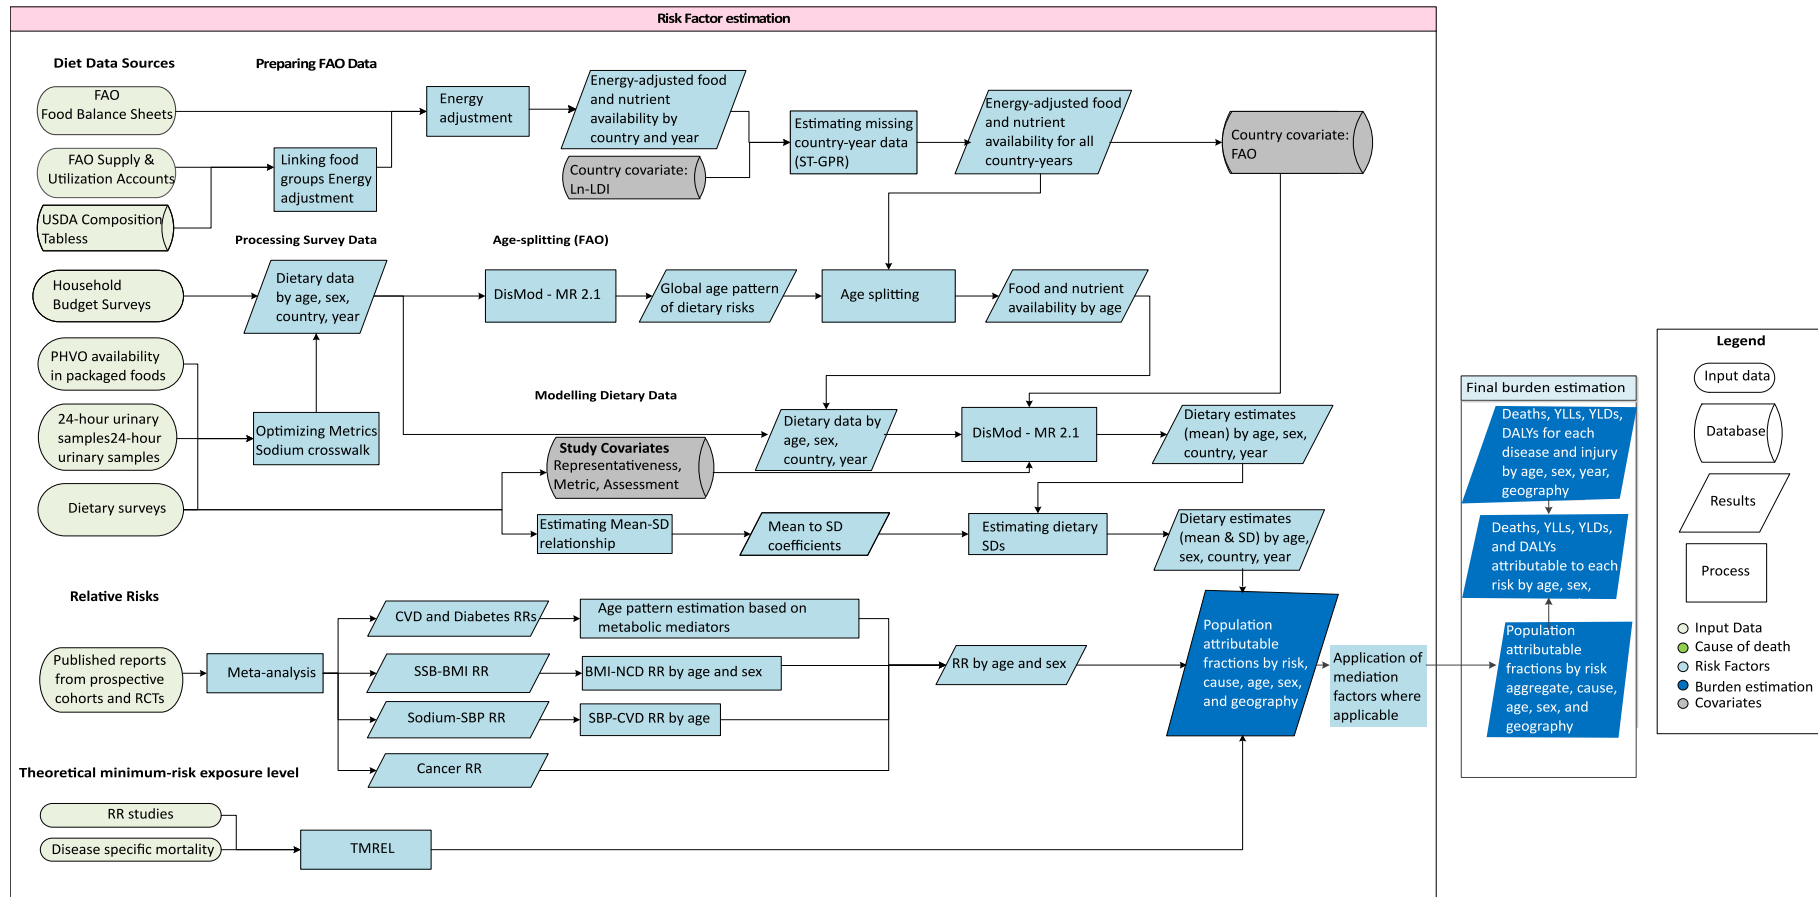 Risk Factor estimation
Diet Data Sources
Preparing FAO Data
FAO
Food Balance Sheets
Energy
adjustment
Energy-adjusted food
and nutrient
availability by
country and year
Estimating missing
country-year data
(ST-GPR)
Energy-adjusted food
and nutrient
availability for all
country-years
Country covariate:
FAO
FAO Supply &
Utilization Accounts
Linking food
groups Energy
adjustment
Country covariate:
Ln-LDI
USDA Composition
Tabless
Processing Survey Data
Age-splitting (FAO)
Household
Budget Surveys
Dietary data
by age, sex,
country, year
DisMod - MR 2.1
Global age pattern
of dietary risks
Age splitting
Food and nutrient
availability by age
PHVO availability
in packaged foods
Modelling Dietary Data
24-hour urinary
samples24-hour
urinary samples
Optimizing Metrics
Sodium crosswalk
Study Covariates
Representativeness,
Metric, Assessment
Dietary data by
age, sex,
country, year
DisMod - MR 2.1
Dietary estimates
(mean) by age, sex,
country, year
Dietary surveys
Estimating Mean-SD
relationship
Mean to SD
coefficients
Estimating dietary
SDs
Dietary estimates
(mean & SD) by age,
sex, country, year
Relative Risks
Published reports
from prospective
cohorts and RCTs
Meta-analysis
CVD and Diabetes RRs
Age pattern estimation based on
metabolic mediators
SSB-BMI RR
BMI-NCD RR by age and sex
Sodium-SBP RR
SBP-CVD RR by age
Cancer RR
RR by age and sex
Population
attributable
fractions by risk,
cause, age, sex,
and geography
Application of
mediation
factors where
applicable
Theoretical minimum-risk exposure level
RR studies
Disease specific mortality
TMREL
Final burden estimation
Deaths, YLLs, YLDs,
DALYs for each
disease and injury
by age, sex, year,
geography
Deaths, YLLs, YLDs,
and DALYs
attributable to each
risk by age, sex,
Population
attributable
fractions by risk
aggregate, cause,
age, sex, and
geography
Legend
Input data
Database
Results
Process
Input Data
Cause of death
Risk Factors
Burden estimation
Covariates